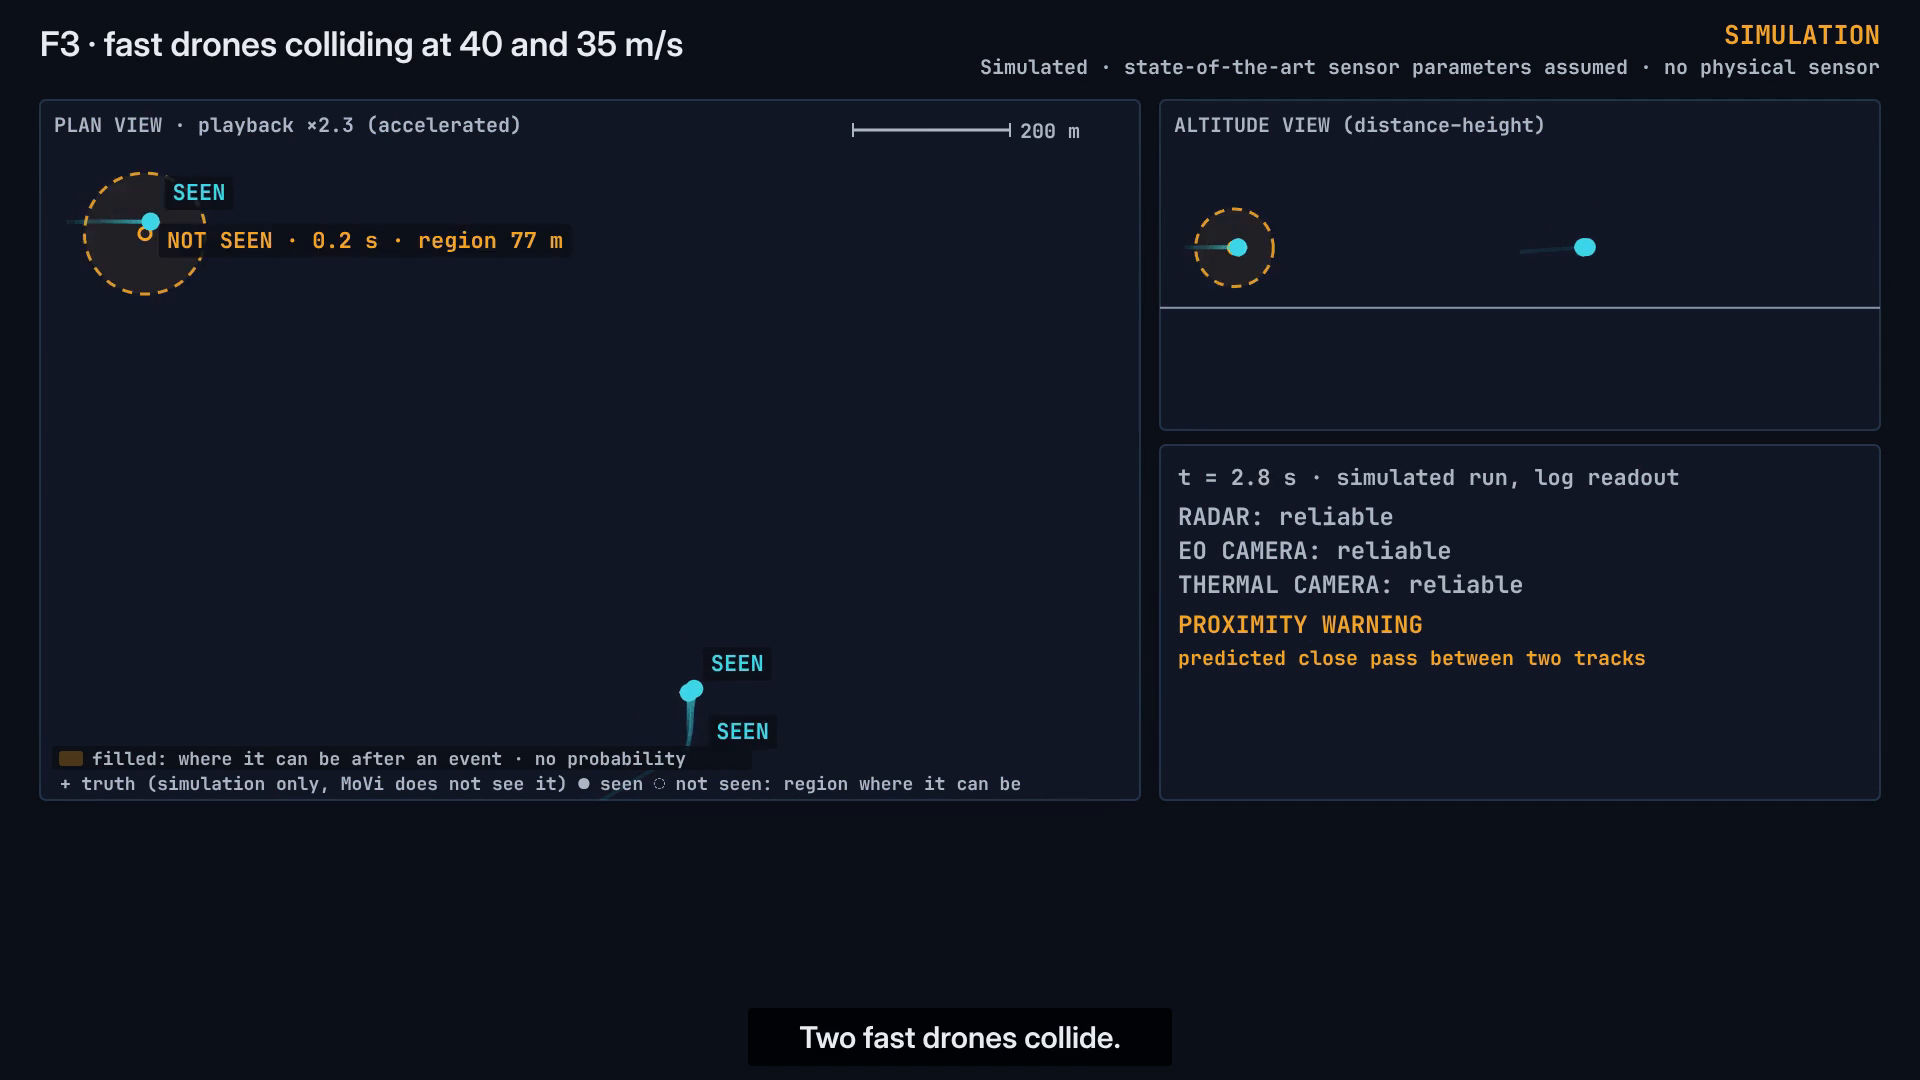 F3 · fast drones colliding at 40 and 35 m/s
SIMULATION
Simulated · state-of-the-art sensor parameters assumed · no physical sensor
PLAN VIEW · playback ×2.3 (accelerated)
200 m
SEEN
NOT SEEN · 0.2 s · region 77 m
SEEN
SEEN
filled: where it can be after an event · no probability
+ truth (simulation only, MoVi does not see it) ● seen ◌ not seen: region where it can be
ALTITUDE VIEW (distance-height)
t = 2.8 s · simulated run, log readout
RADAR: reliable
EO CAMERA: reliable
THERMAL CAMERA: reliable
PROXIMITY WARNING
predicted close pass between two tracks
Two fast drones collide.